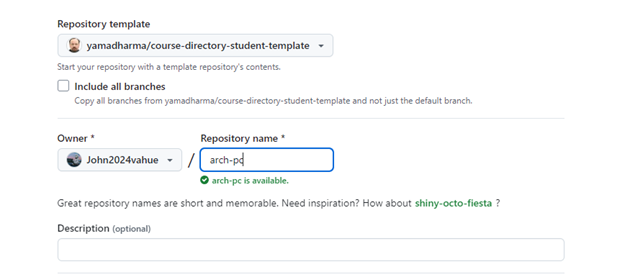 Repository template
yamadharma/course-directory-student-template
Start your repository with a template repository's contents.
Include all branches
Copy all branches from yamadharma/course-directory-student-template and not just the default branch.
Owner * Repository name *
John2024vahue / arch-pc
arch-pc is available.
Great repository names are short and memorable. Need inspiration? How about shiny-octo-fiesta ?
Description (optional)